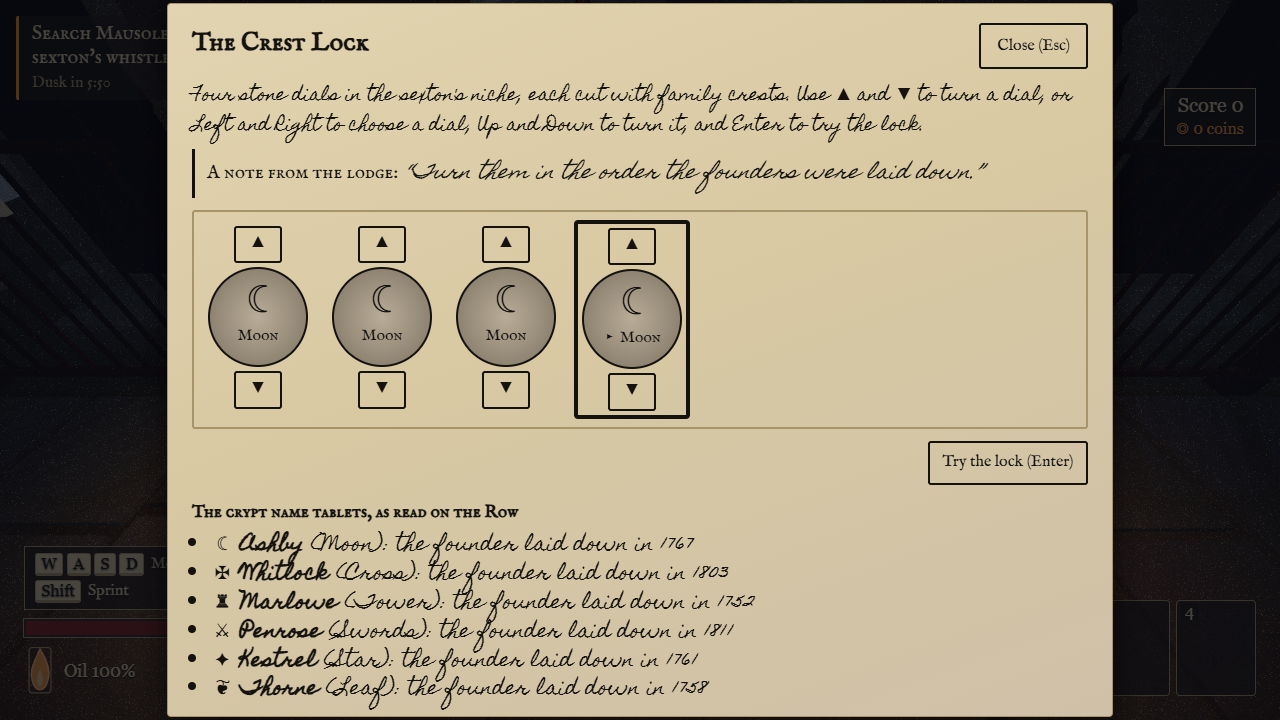 The Crest Lock
Close (Esc)
Four stone dials in the sexton's niche, each cut with family crests. Use ▲ and ▼ to turn a dial, or
Left and Right to choose a dial, Up and Down to turn it, and Enter to try the lock.
A note from the lodge: “Turn them in the order the founders were laid down.”
Moon
Moon
Moon
▸ Moon
Try the lock (Enter)
The crypt name tablets, as read on the Row
Ashby (Moon): the founder laid down in 1767
Whitlock (Cross): the founder laid down in 1803
Marlowe (Tower): the founder laid down in 1752
Penrose (Swords): the founder laid down in 1811
Kestrel (Star): the founder laid down in 1761
Thorne (Leaf): the founder laid down in 1758
Search
sexton's
Dusk in 5:50
Score 0
0 coins
W A S D
Shift Sprint
Oil 100%
4